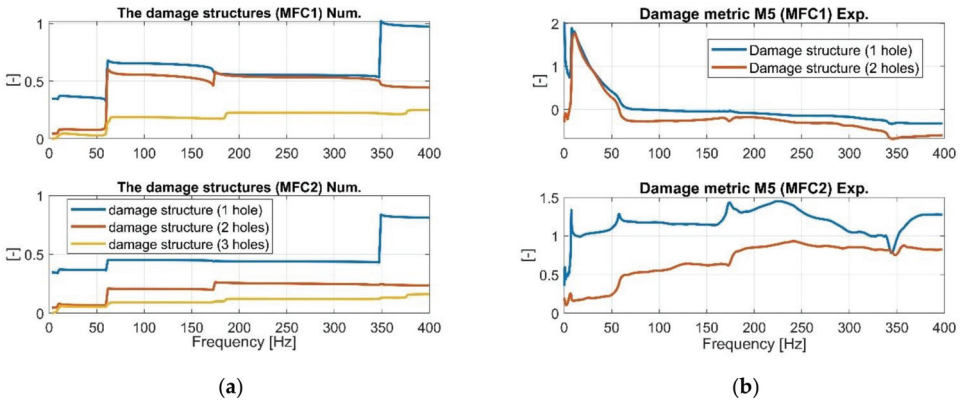 The damage structures (MFC1) Num.
1
0.5
0
[-]
0 50 100 150 200 250 300 350 400
The damage structures (MFC2) Num.
1
0.5
0
[-]
damage structure (1 hole)
damage structure (2 holes)
damage structure (3 holes)
0 50 100 150 200 250 300 350 400
Frequency [Hz]
(a)
Damage metric M5 (MFC1) Exp.
2
1
0
[-]
Damage structure (1 hole)
Damage structure (2 holes)
0 50 100 150 200 250 300 350 400
Damage metric M5 (MFC2) Exp.
1.5
1
0.5
0
[-]
0 50 100 150 200 250 300 350 400
Frequency [Hz]
(b)